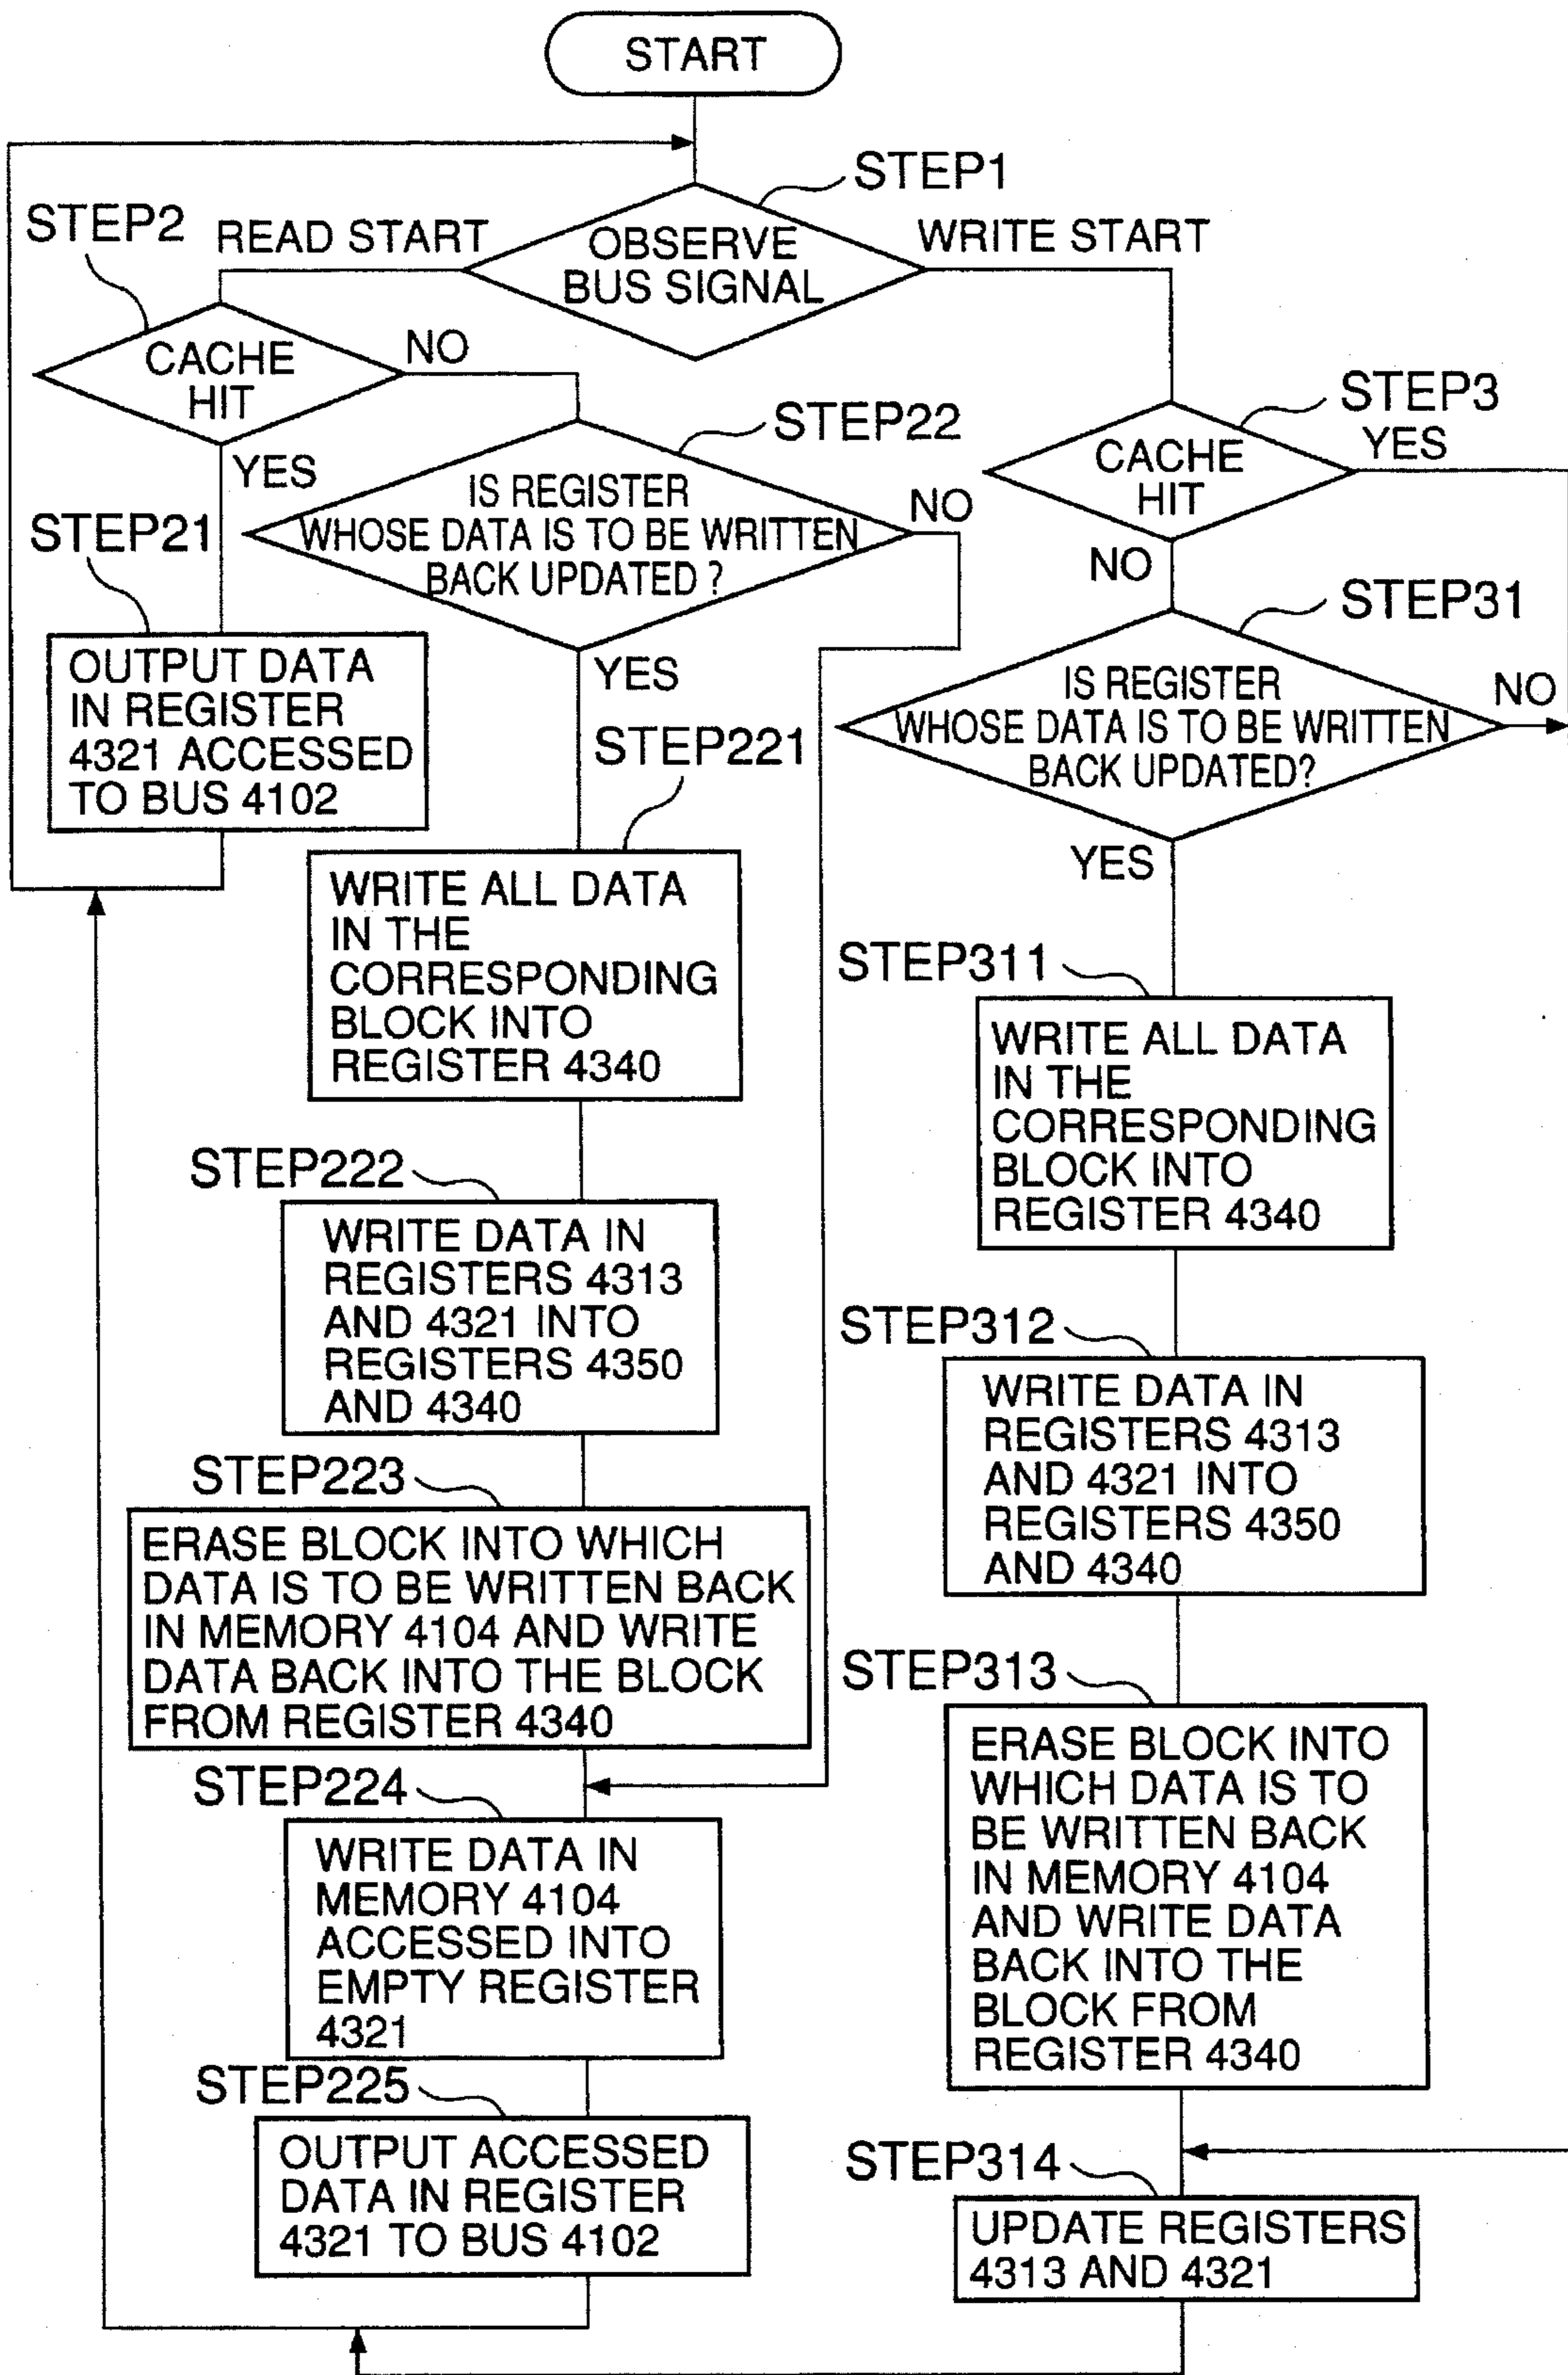 START
STEP1
STEP2
READ START
WRITE START
OBSERVE
BUS SIGNAL
CACHE
HIT
NO
YES
STEP22
IS REGISTER
WHOSE DATA IS TO BE WRITTEN
BACK UPDATED ?
NO
YES
STEP3
CACHE
HIT
YES
NO
STEP31
IS REGISTER
WHOSE DATA IS TO BE WRITTEN
BACK UPDATED?
NO
YES
STEP21
OUTPUT DATA
IN REGISTER
4321 ACCESSED
TO BUS 4102
STEP221
WRITE ALL DATA
IN THE
CORRESPONDING
BLOCK INTO
REGISTER 4340
STEP222
WRITE DATA IN
REGISTERS 4313
AND 4321 INTO
REGISTERS 4350
AND 4340
STEP223
ERASE BLOCK INTO WHICH
DATA IS TO BE WRITTEN BACK
IN MEMORY 4104 AND WRITE
DATA BACK INTO THE BLOCK
FROM REGISTER 4340
STEP224
WRITE DATA IN
MEMORY 4104
ACCESSED INTO
EMPTY REGISTER
4321
STEP225
OUTPUT ACCESSED
DATA IN REGISTER
4321 TO BUS 4102
STEP311
WRITE ALL DATA
IN THE
CORRESPONDING
BLOCK INTO
REGISTER 4340
STEP312
WRITE DATA IN
REGISTERS 4313
AND 4321 INTO
REGISTERS 4350
AND 4340
STEP313
ERASE BLOCK INTO
WHICH DATA IS TO
BE WRITTEN BACK
IN MEMORY 4104
AND WRITE DATA
BACK INTO THE
BLOCK FROM
REGISTER 4340
STEP314
UPDATE REGISTERS
4313 AND 4321